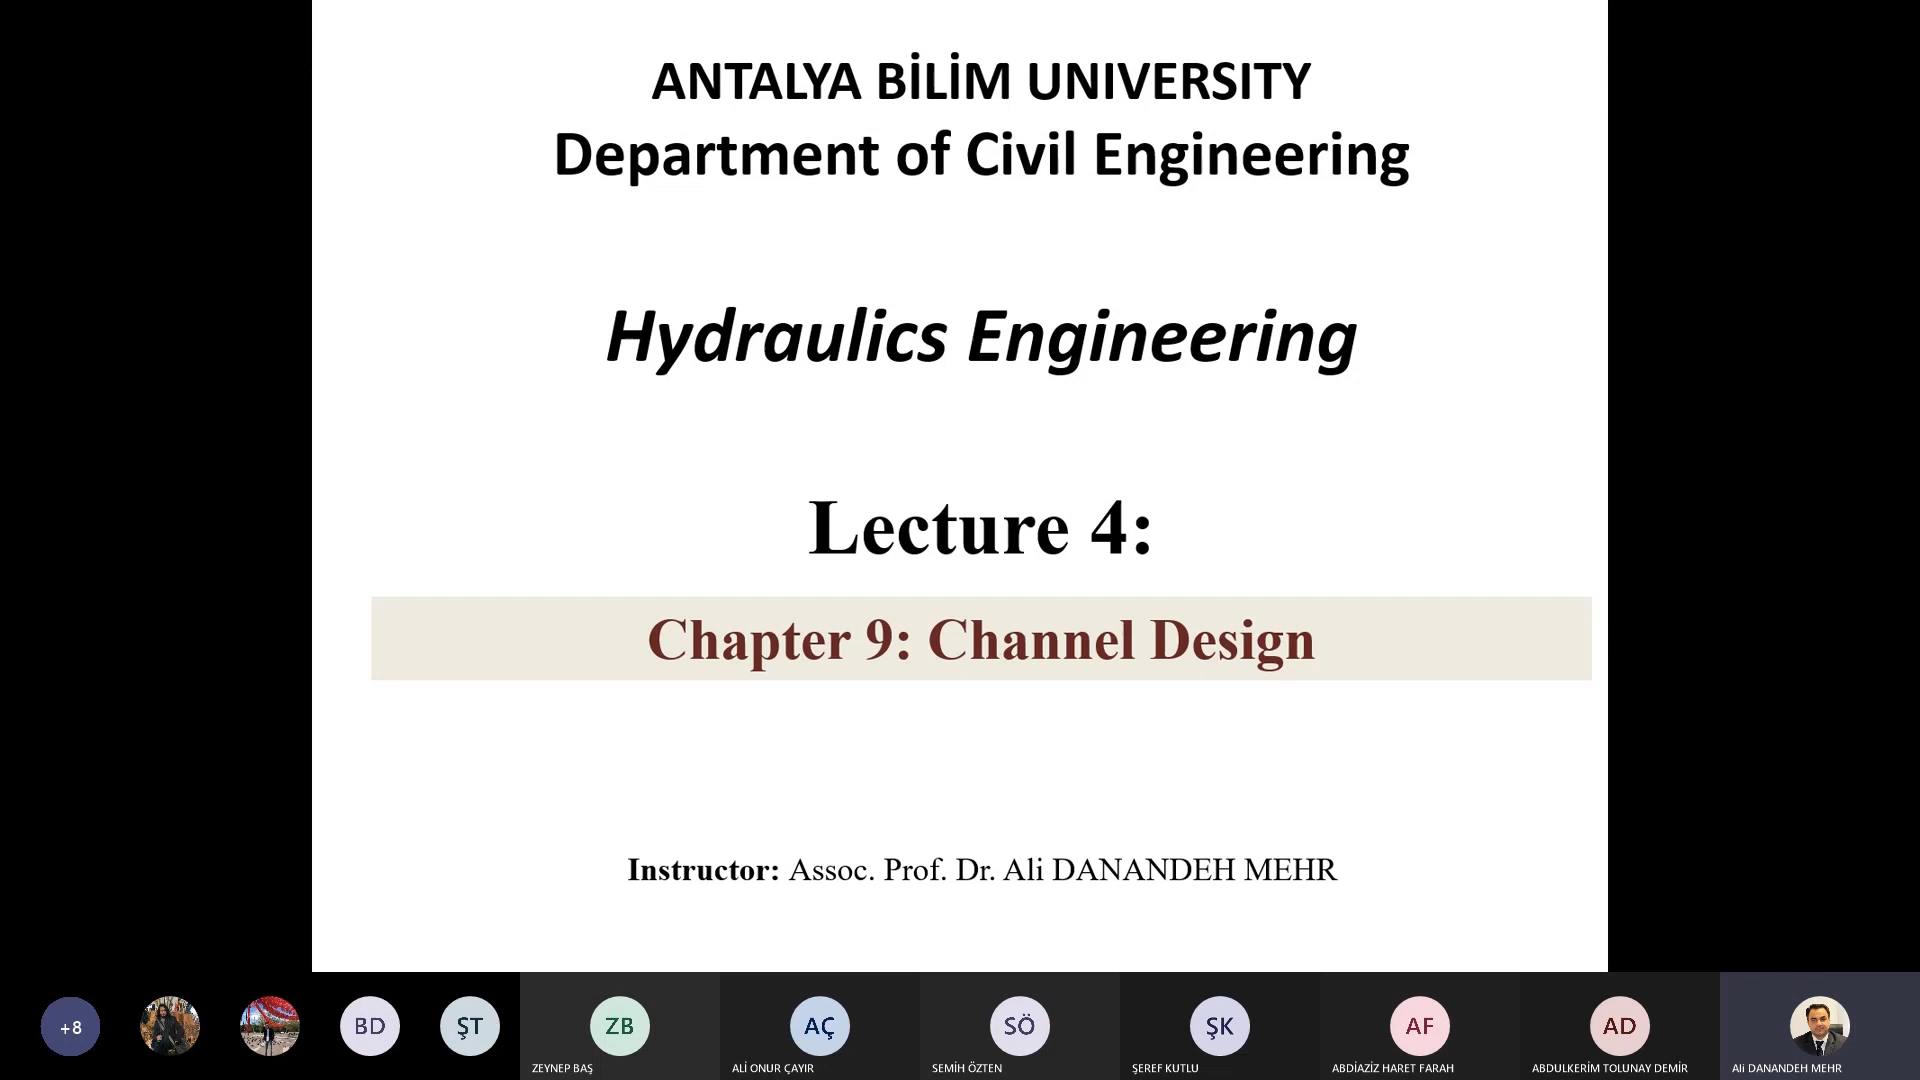 ANTALYA BİLİM UNIVERSITY
Department of Civil Engineering
Hydraulics Engineering
Lecture 4:
Chapter 9: Channel Design
Instructor: Assoc. Prof. Dr. Ali DANANDEH MEHR
+8
BD
ŞT
ZB
AÇ
SÖ
ŞK
AF
AD
ZEYNEP BAŞ
ALİ ONUR ÇAYIR
SEMİH ÖZTEN
ŞEREF KUTLU
ABDİAZİZ HARET FARAH
ABDULKERİM TOLUNAY DEMİR
Ali DANANDEH MEHR